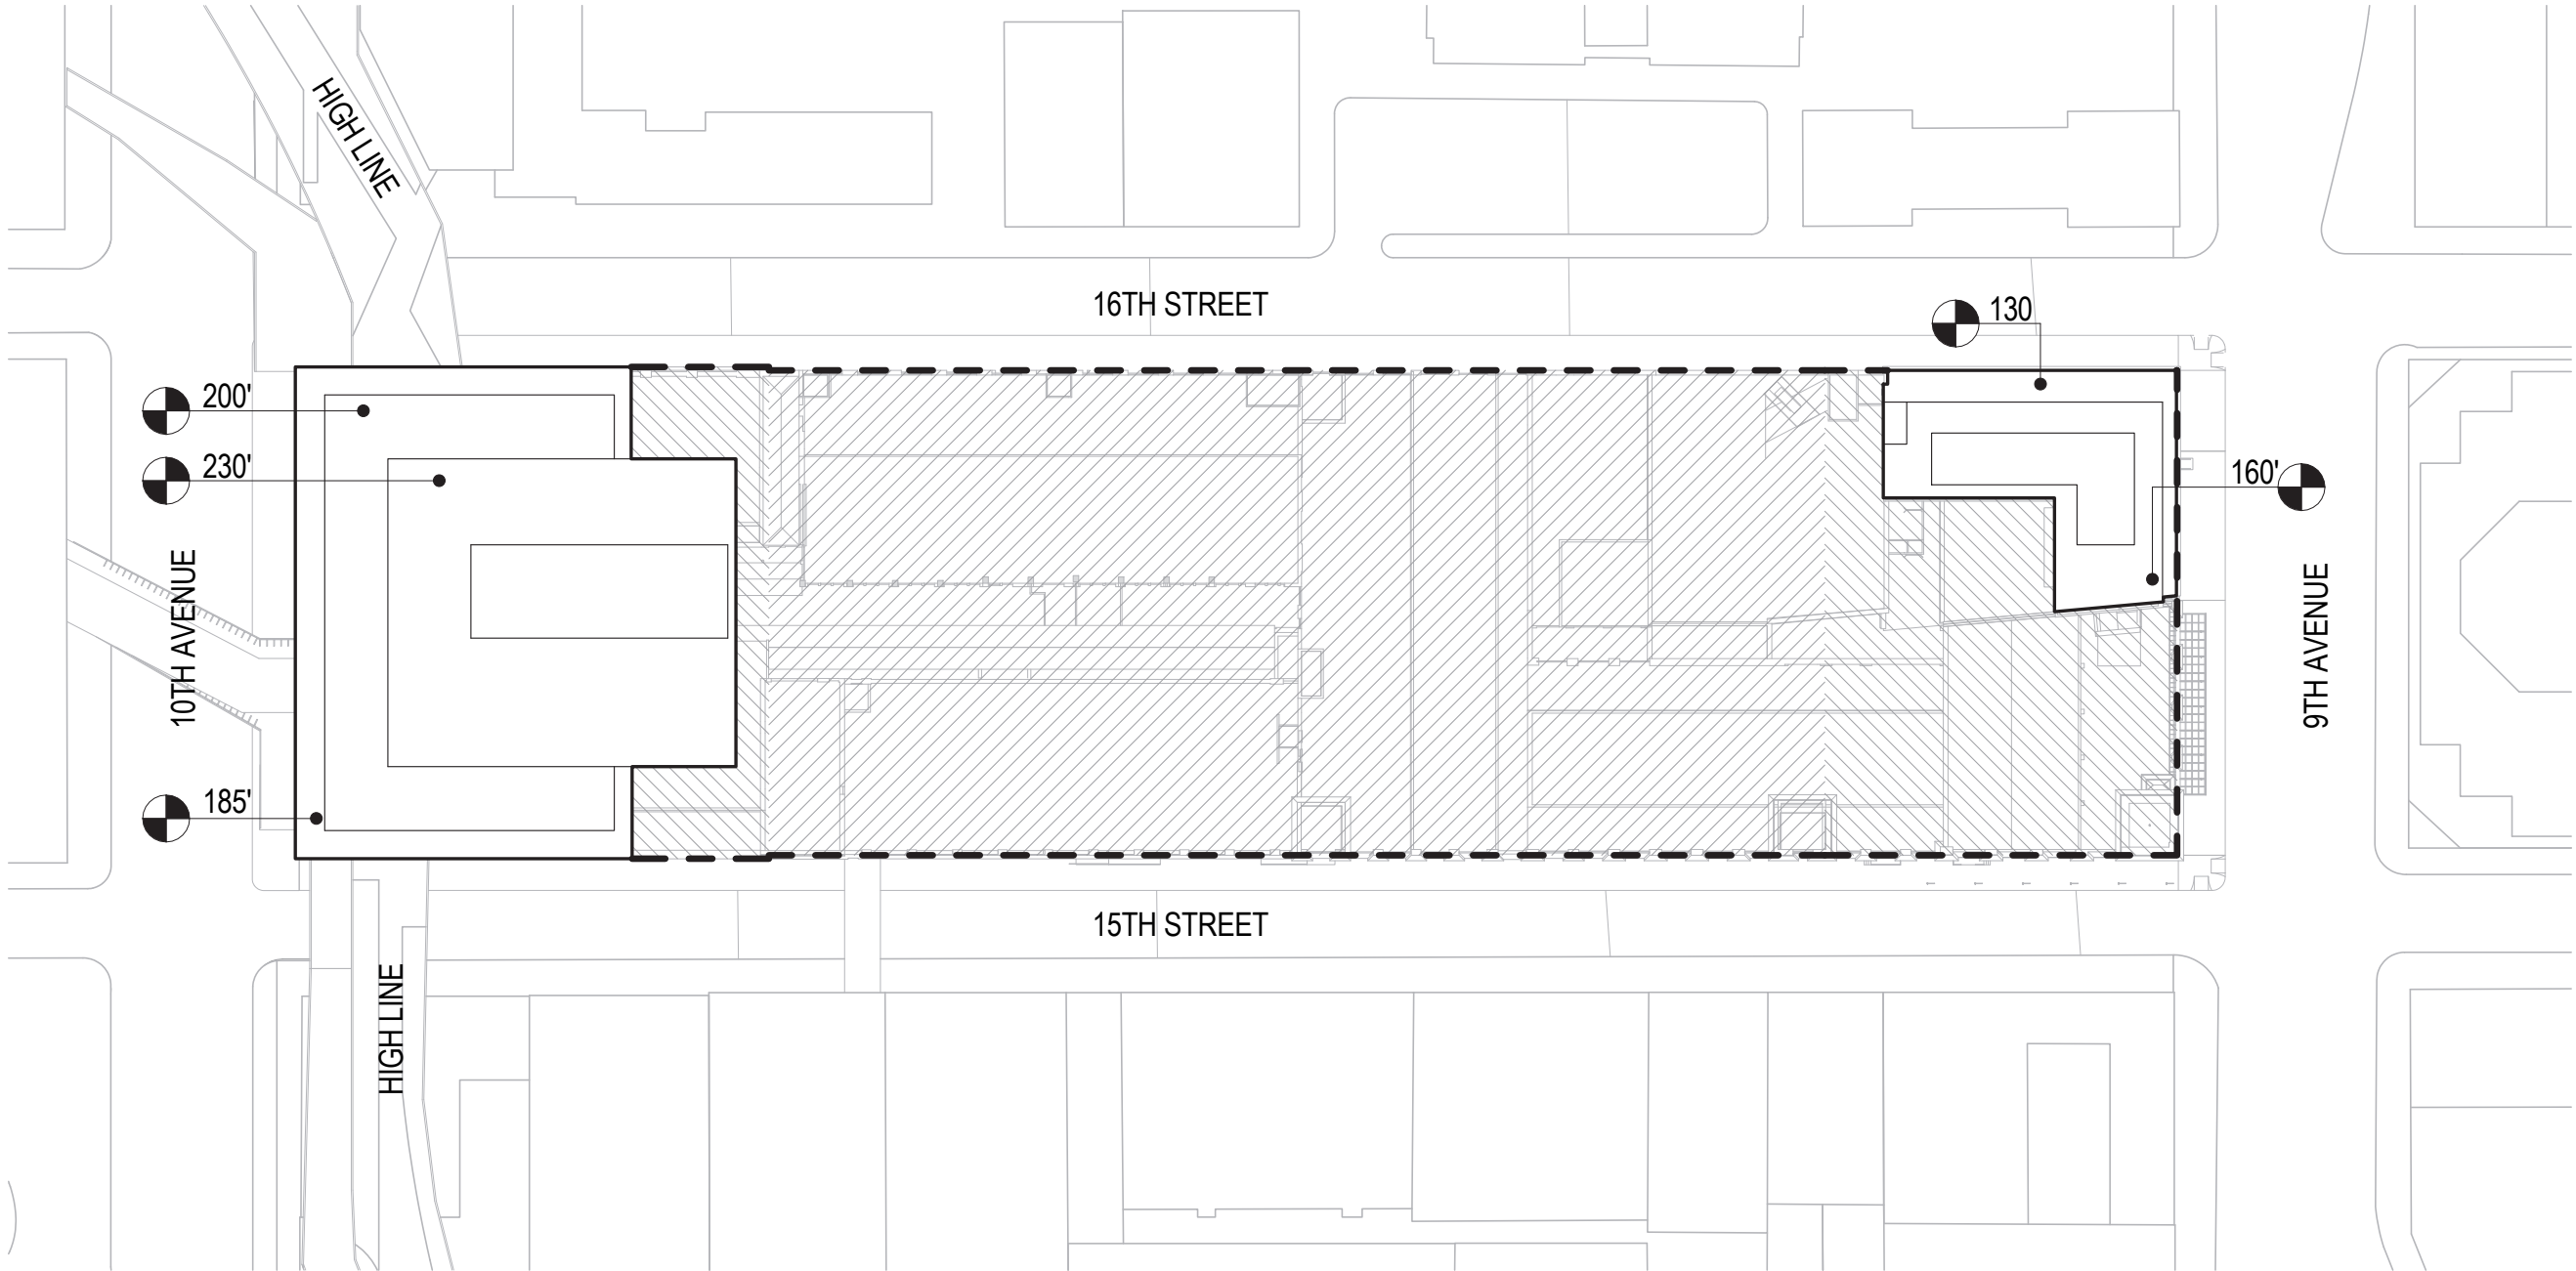 HIGH LINE
16TH STREET
130
200'
230'
160'
10TH AVENUE
9TH AVENUE
185'
15TH STREET
HIGH LINE